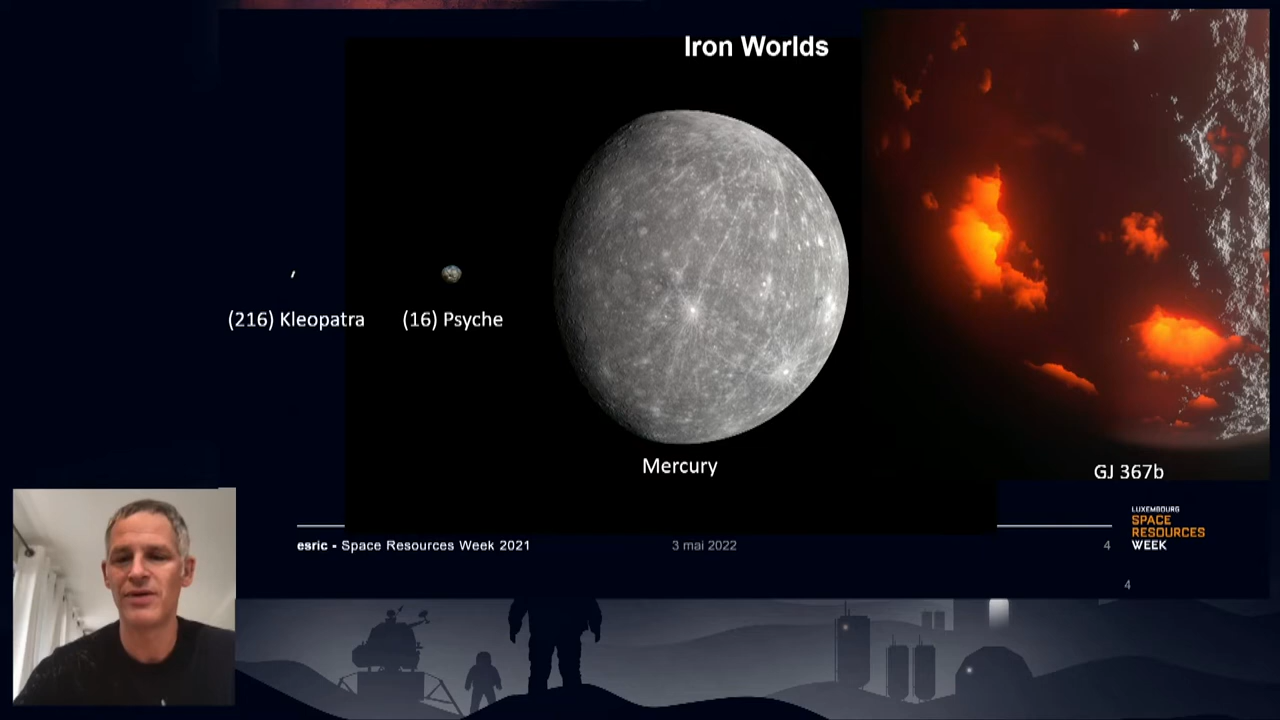 Iron Worlds
(216) Kleopatra
(16) Psyche
Mercury
GJ 367b
esric - Space Resources Week 2021
3 mai 2022
4
LUXEMBOURG
SPACE
RESOURCES
WEEK
4